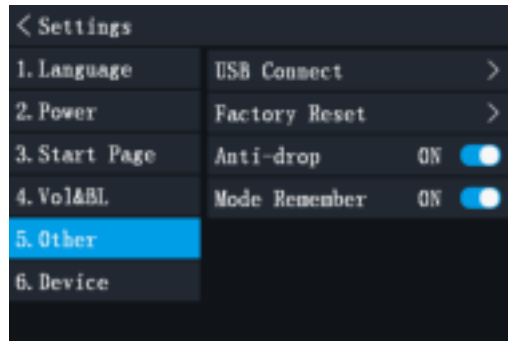 < Settings
1. Language
2. Power
3. Start Page
4. Vol&BL
5. Other
6. Device
USB Connect >
Factory Reset >
Anti-drop ON
Mode Remember ON